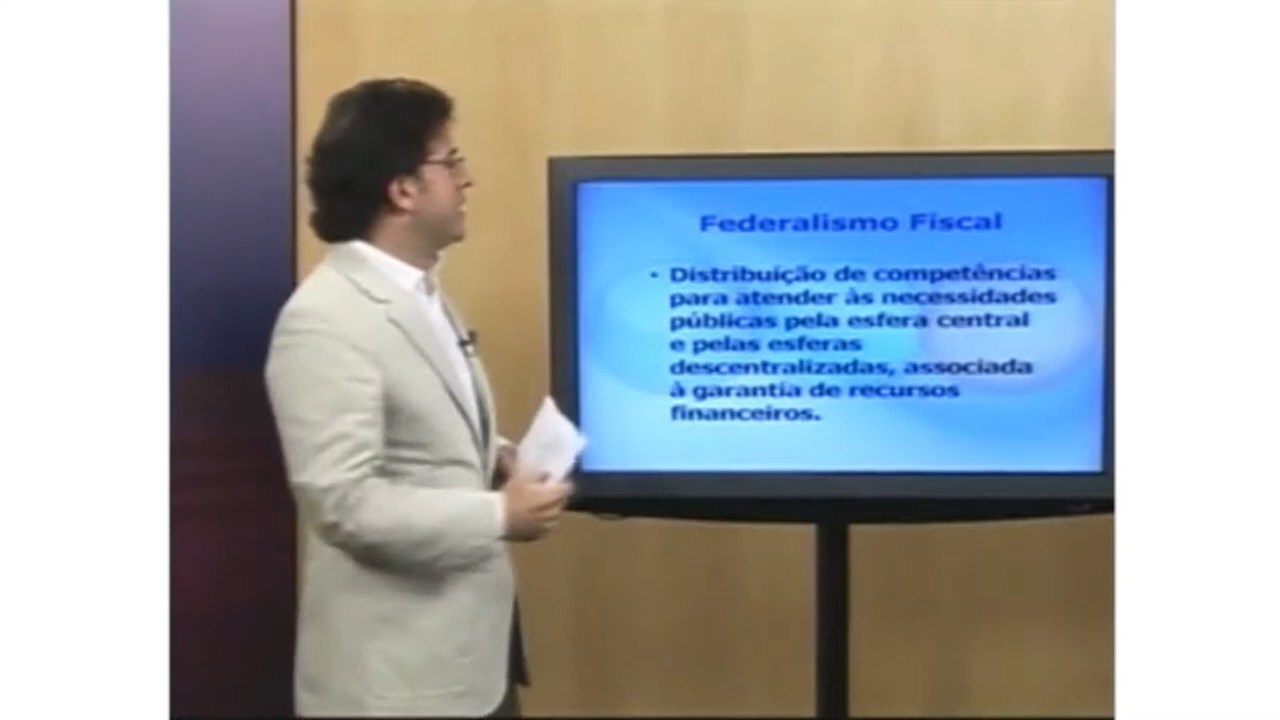 Federalismo Fiscal
• Distribuição de competências
para atender às necessidades
públicas pela esfera central
e pelas esferas
descentralizadas, associada
à garantia de recursos
financeiros.